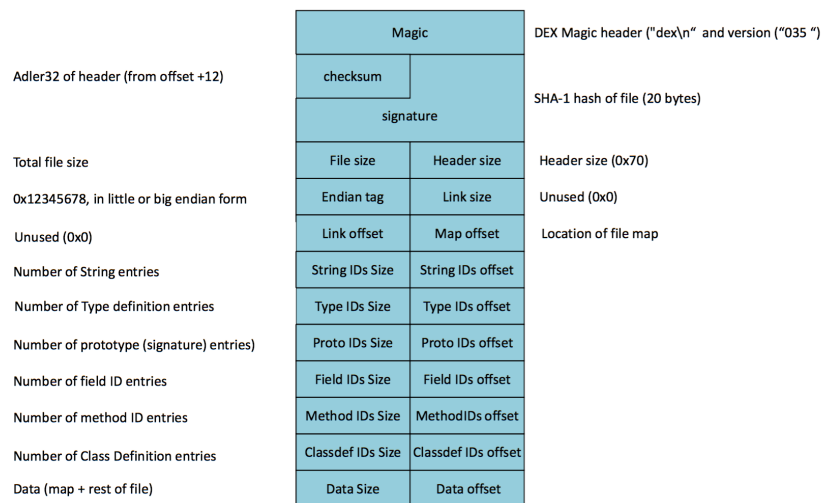 Magic
DEX Magic header ("dex\n“ and version (“035 “)
Adler32 of header (from offset +12)
checksum
SHA-1 hash of file (20 bytes)
signature
Total file size
File size
Header size
Header size (0x70)
0x12345678, in little or big endian form
Endian tag
Link size
Unused (0x0)
Unused (0x0)
Link offset
Map offset
Location of file map
Number of String entries
String IDs Size
String IDs offset
Number of Type definition entries
Type IDs Size
Type IDs offset
Number of prototype (signature) entries)
Proto IDs Size
Proto IDs offset
Number of field ID entries
Field IDs Size
Field IDs offset
Number of method ID entries
Method IDs Size
MethodIDs offset
Number of Class Definition entries
Classdef IDs Size
Classdef IDs offset
Data (map + rest of file)
Data Size
Data offset